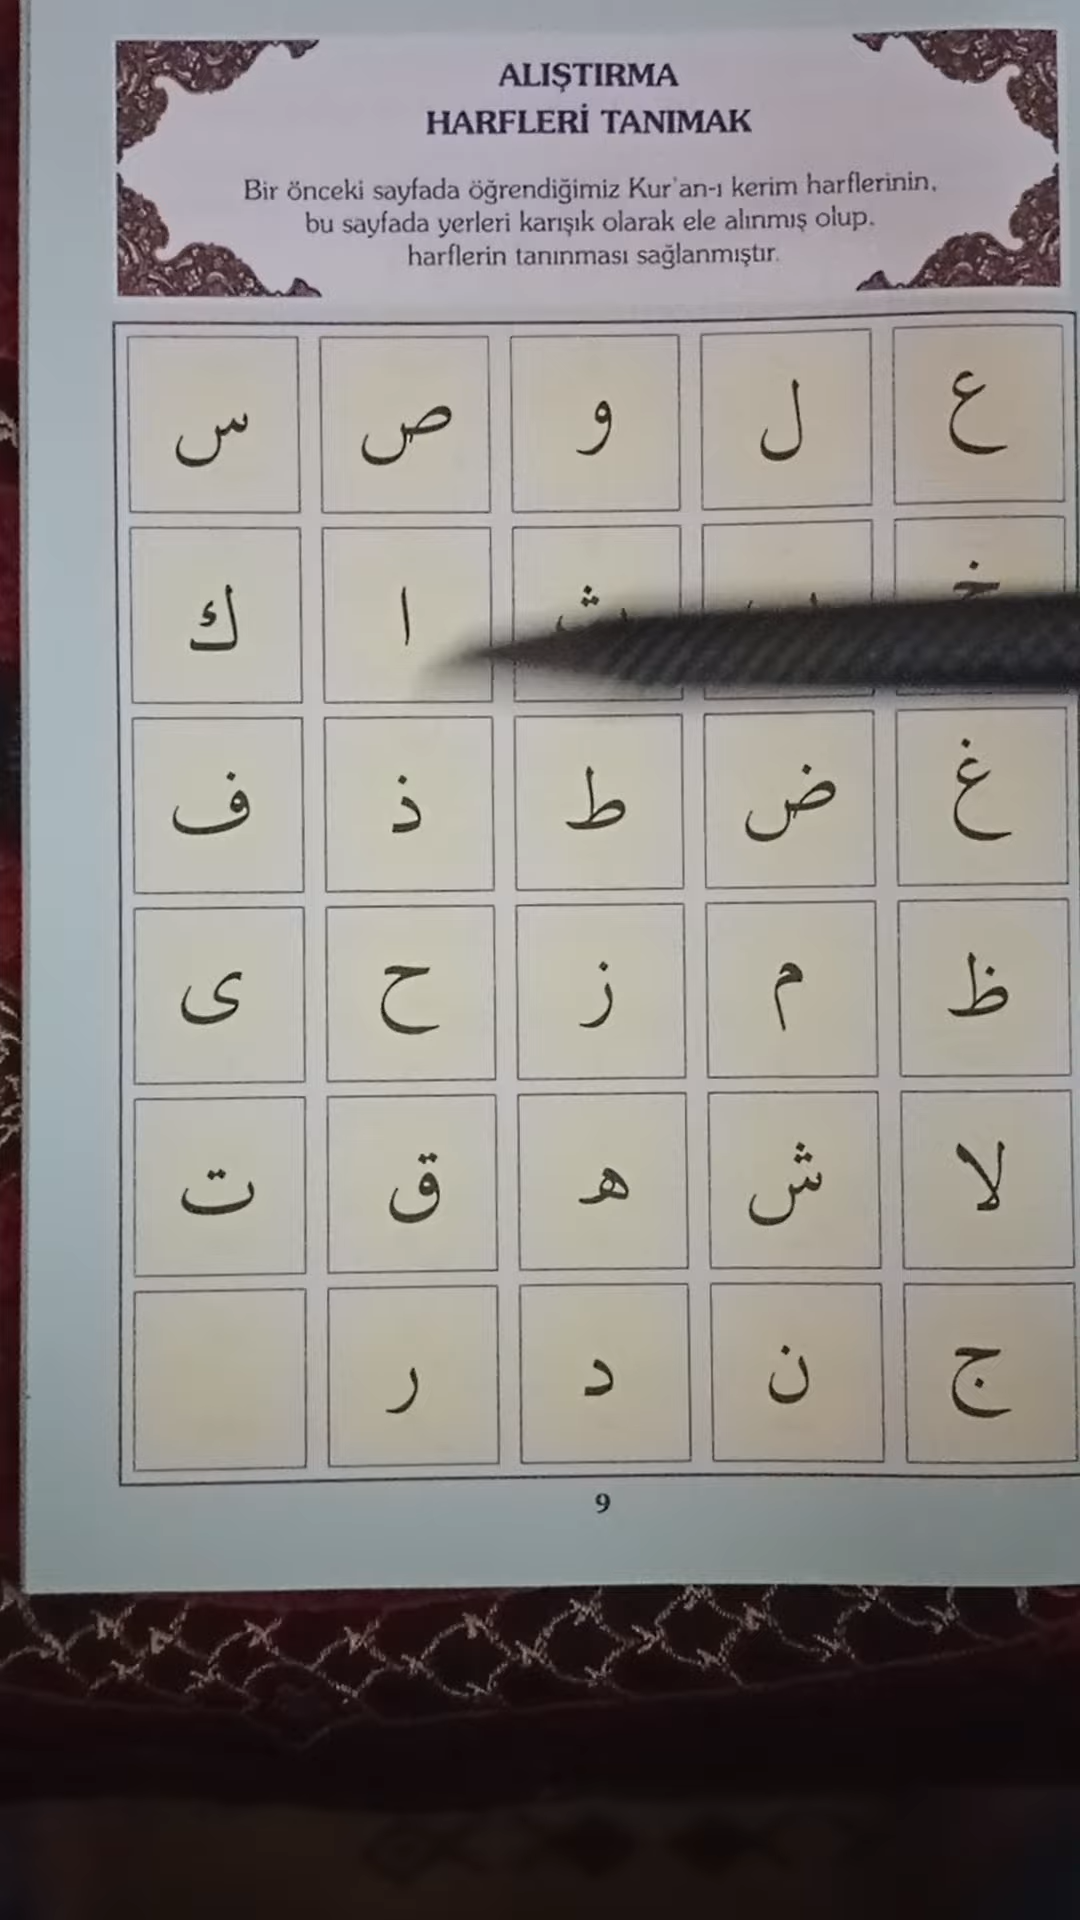 ALIŞTIRMA
HARFLERİ TANIMAK
Bir önceki sayfada öğrendiğimiz Kur'an-ı kerim harflerinin,
bu sayfada yerleri karışık olarak ele alınmış olup,
harflerin tanınması sağlanmıştır.
ع ل و ص س
خ ث ا ك
غ ض ط ذ ف
ظ م ز ح ى
لا ش ه ق ت
ج ن د ر
9